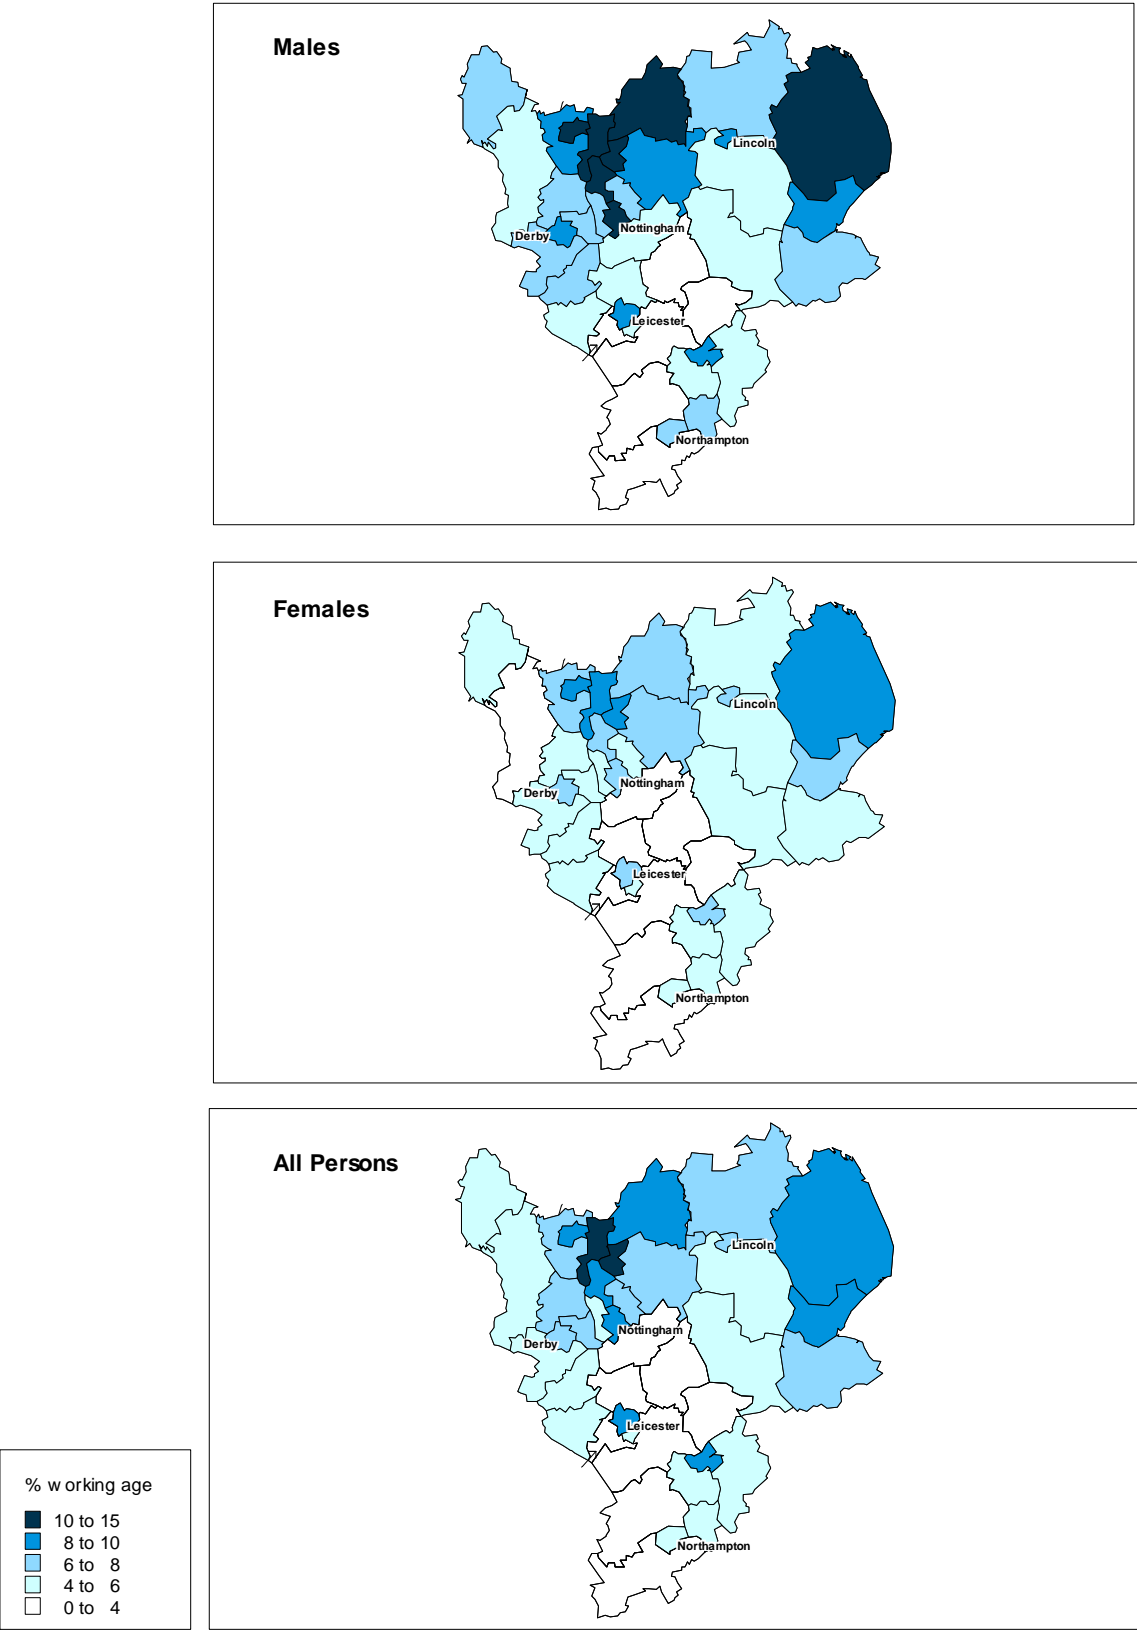 Males
Lincoln
Derby
Nottingham
Leicester
Northampton
Females
Lincoln
Nottingham
Derby
Leicester
Northampton
All Persons
Lincoln
Nottingham
Derby
Leicester
% working age
10 to 15
8 to 10
6 to 8
Northampton
4 to 6
0 to 4